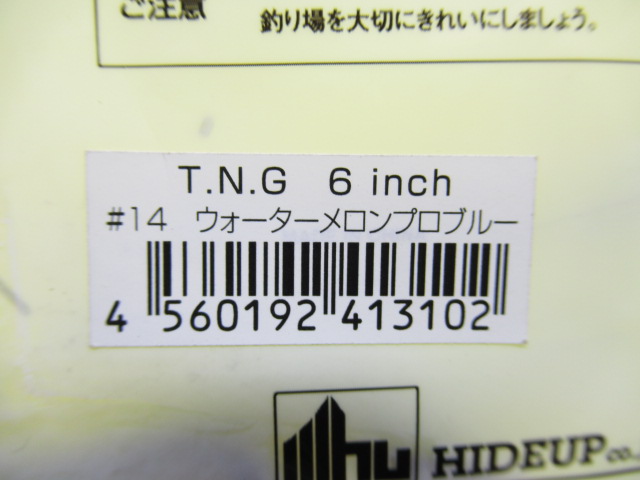 ご注意
釣り場を大切にきれいにしましょう。
T.N.G 6 inch
#14 ウォーターメロンプロブルー
4 560192 413102
hu HIDEUP co.,